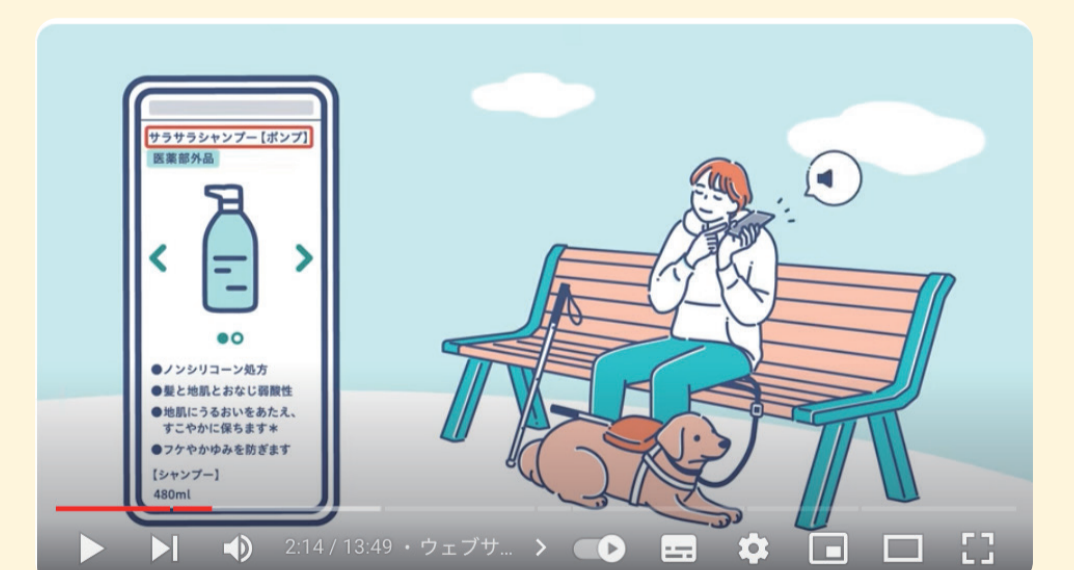 サラサラシャンプー【ポンプ】
医薬部外品
●ノンシリコーン処方
●髪と地肌とおなじ弱酸性
●地肌にうるおいをあたえ、
すこやかに保ちます＊
●フケやかゆみを防ぎます
【シャンプー】
480ml
2:14 / 13:49 ・ウェブサ...